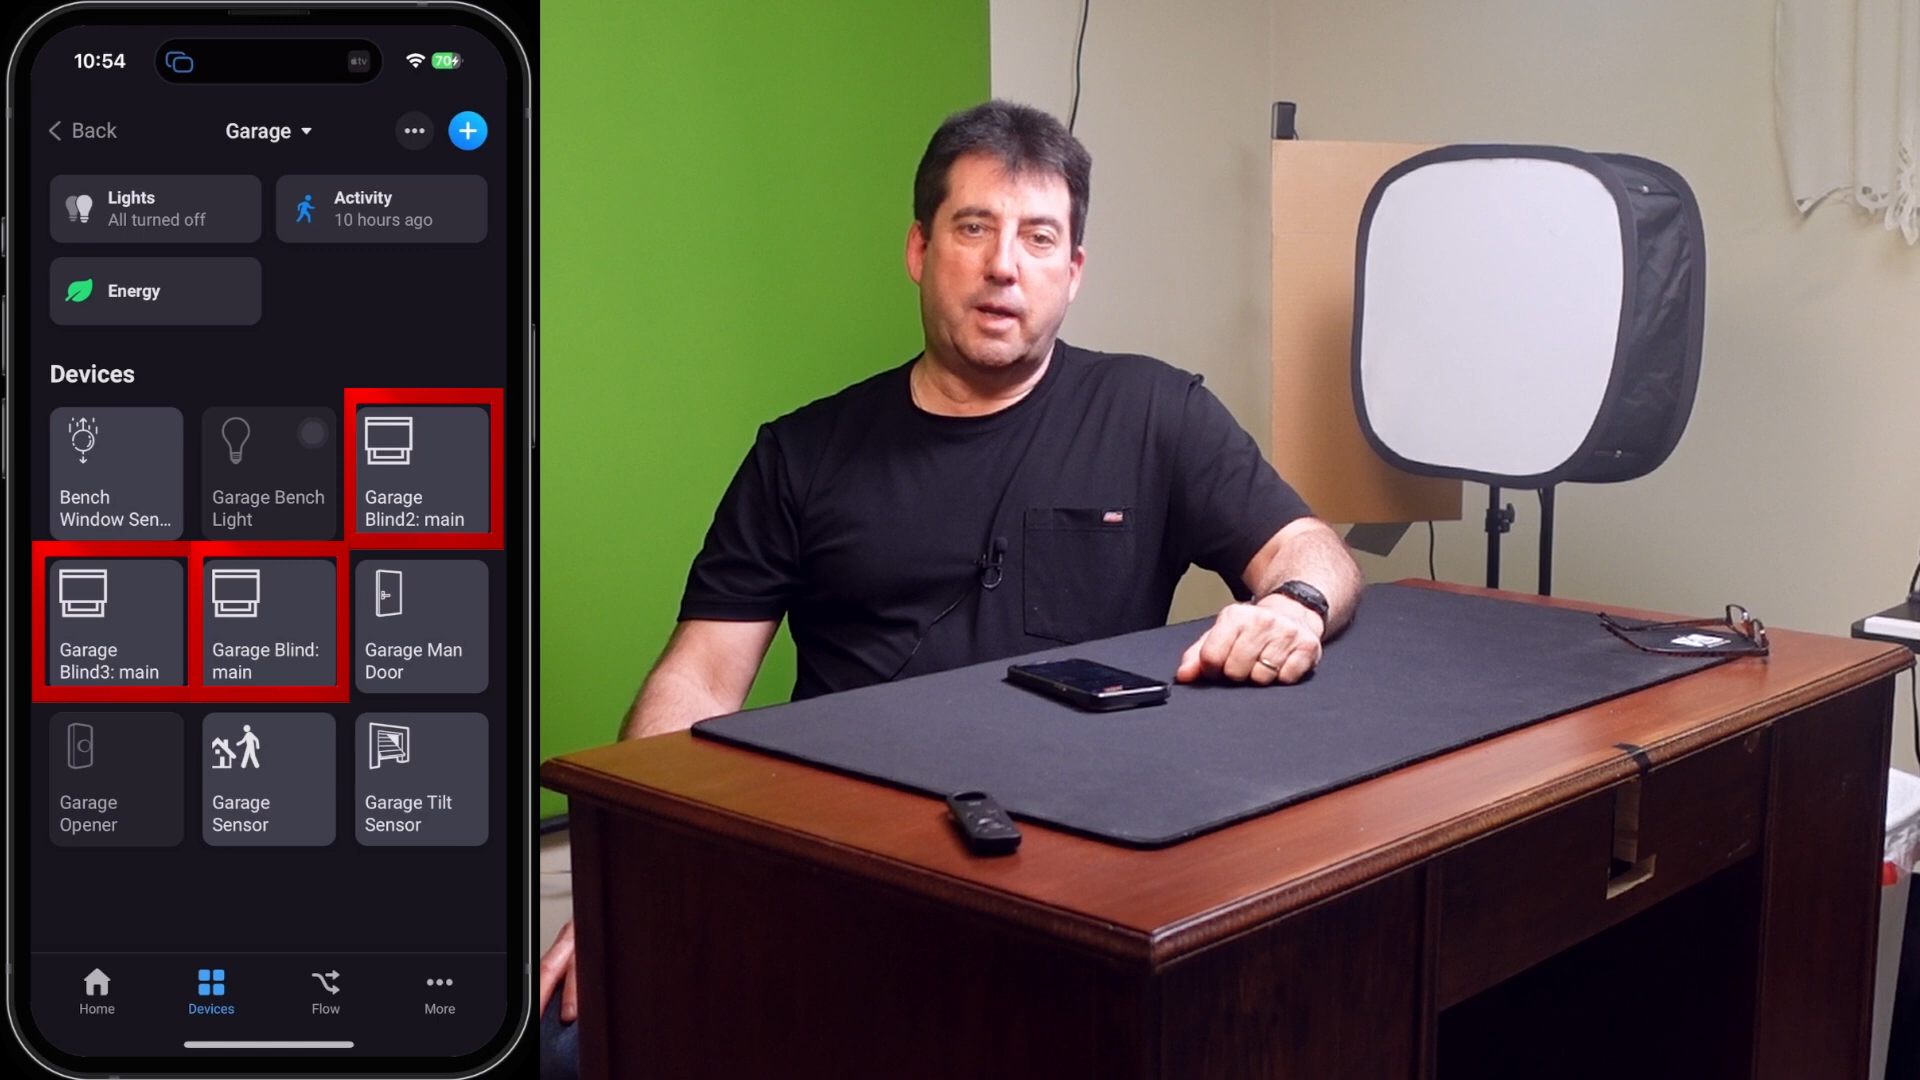 10:54
tv
70
Back
Garage
Lights
All turned off
Activity
10 hours ago
Energy
Devices
Bench
Window Sen...
Garage Bench
Light
Garage
Blind2: main
Garage
Blind3: main
Garage Blind:
main
Garage Man
Door
Garage
Opener
Garage
Sensor
Garage Tilt
Sensor
Home
Devices
Flow
More